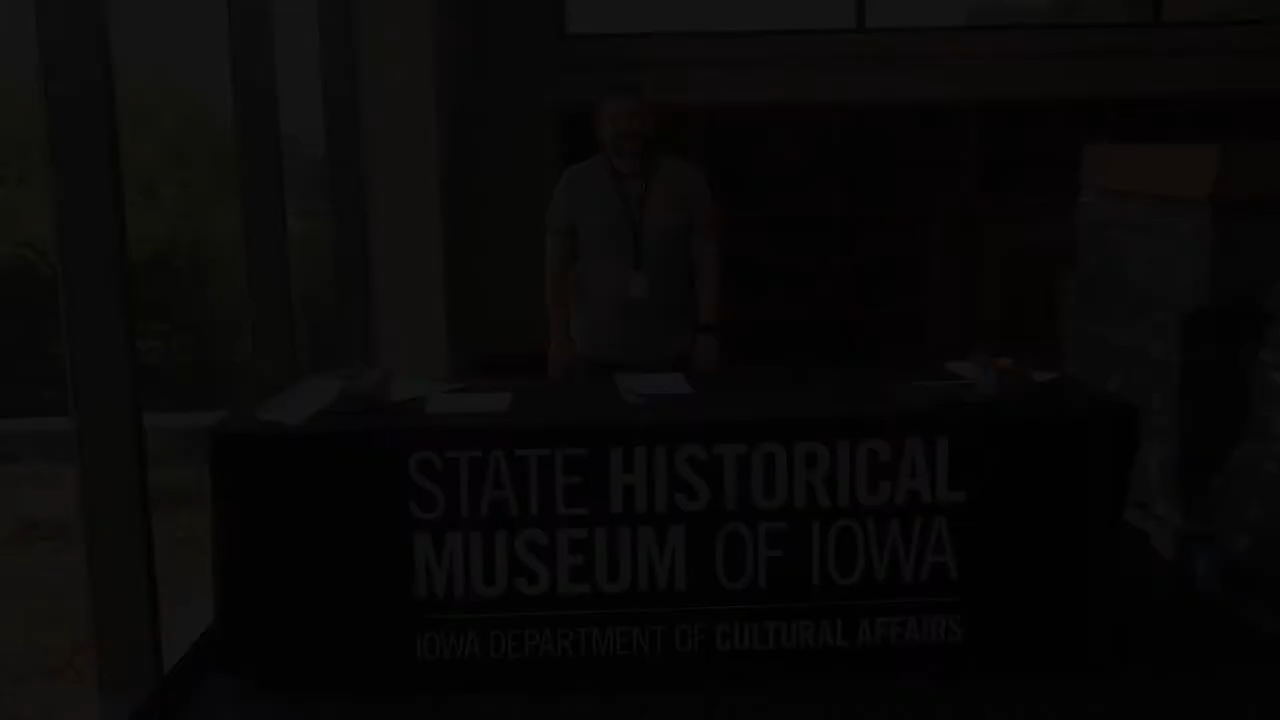 STATE HISTORICAL
MUSEUM OF IOWA
IOWA DEPARTMENT OF CULTURAL AFFAIRS